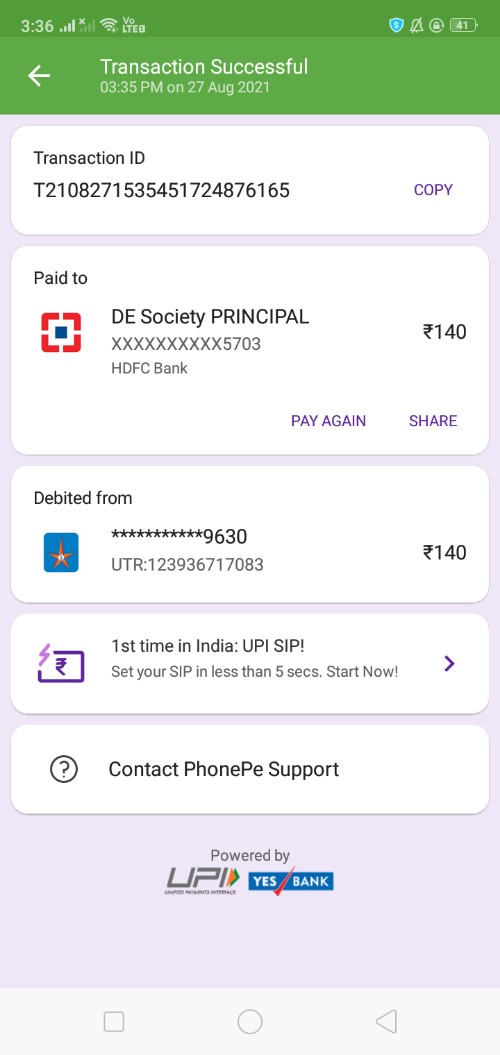 3:36
Vo
LTE
41
Transaction Successful
03:35 PM on 27 Aug 2021
Transaction ID
T2108271535451724876165
COPY
Paid to
DE Society PRINCIPAL
₹140
XXXXXXXXXX5703
HDFC Bank
PAY AGAIN SHARE
Debited from
***********9630
₹140
UTR:123936717083
1st time in India: UPI SIP!
Set your SIP in less than 5 secs. Start Now!
Contact PhonePe Support
Powered by
UPI
UNIFIED PAYMENTS INTERFACE
YES BANK